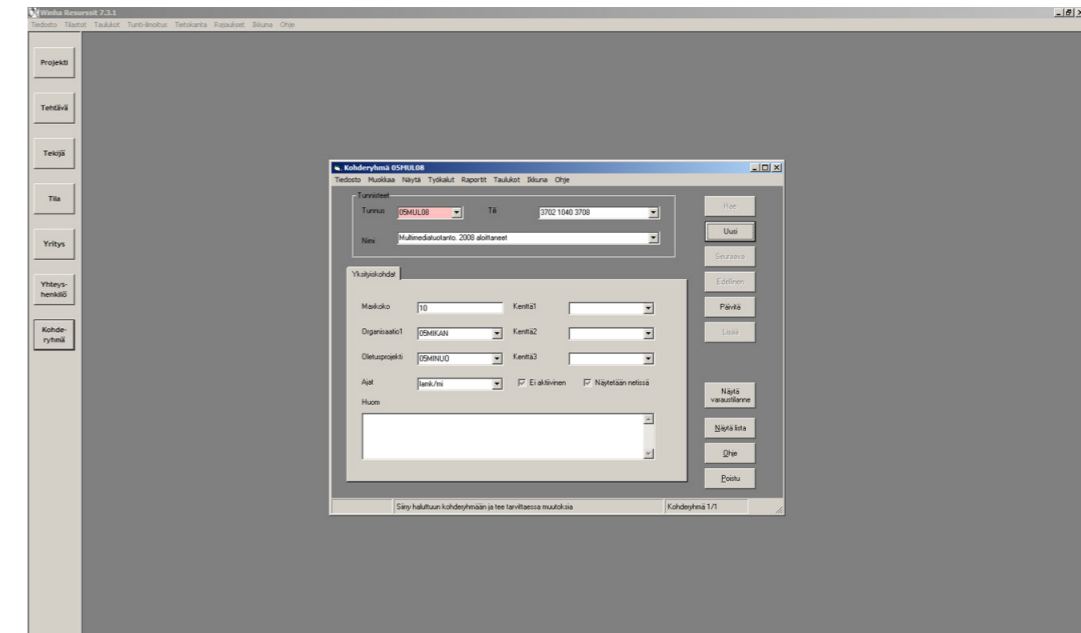 Winha Resurssit 7.3.1
Tiedosto Tilastot Taulukot Tunti-ilmoitus Tietokanta Rajaukset Ikkuna Ohje
Projekti
Tehtävä
Tekijä
Tila
Yritys
Yhteys-
henkilö
Kohde-
ryhmä
Kohderyhmä 05MUL08
Tiedosto Muokkaa Näytä Työkalut Raportit Taulukot Ikkuna Ohje
Tunnisteet
Tunnus 05MUL08 Tili 3702 1040 3708
Nimi Multimediatuotanto, 2008 aloittaneet
Yksityiskohdat
Maxkoko 10 Kenttä1
Organisaatio1 05MIKAN Kenttä2
Oletusprojekti 05MINUO Kenttä3
Ajat lamk/mi Ei aktiivinen Näytetään netissä
Huom
Hae
Uusi
Seuraava
Edellinen
Päivitä
Lisää
Näytä
varaustilanne
Näytä lista
Ohje
Poistu
Siirry haluttuun kohderyhmään ja tee tarvittaessa muutoksia Kohderyhmä 1/1